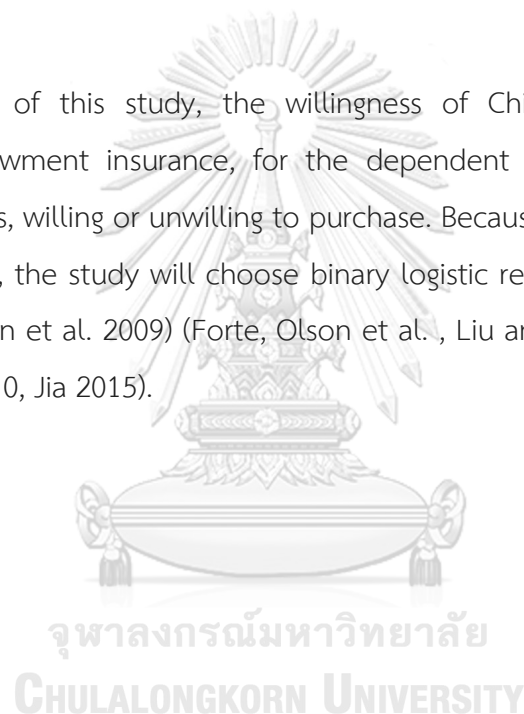 of this study, the willingness of Chi
wment insurance, for the dependent
s, willing or unwilling to purchase. Becaus
, the study will choose binary logistic re
n et al. 2009) (Forte, Olson et al. , Liu ar
0, Jia 2015).
จุฬาลงกรณ์มหาวิทยาลัย
CHULALONGKORN UNIVERSITY